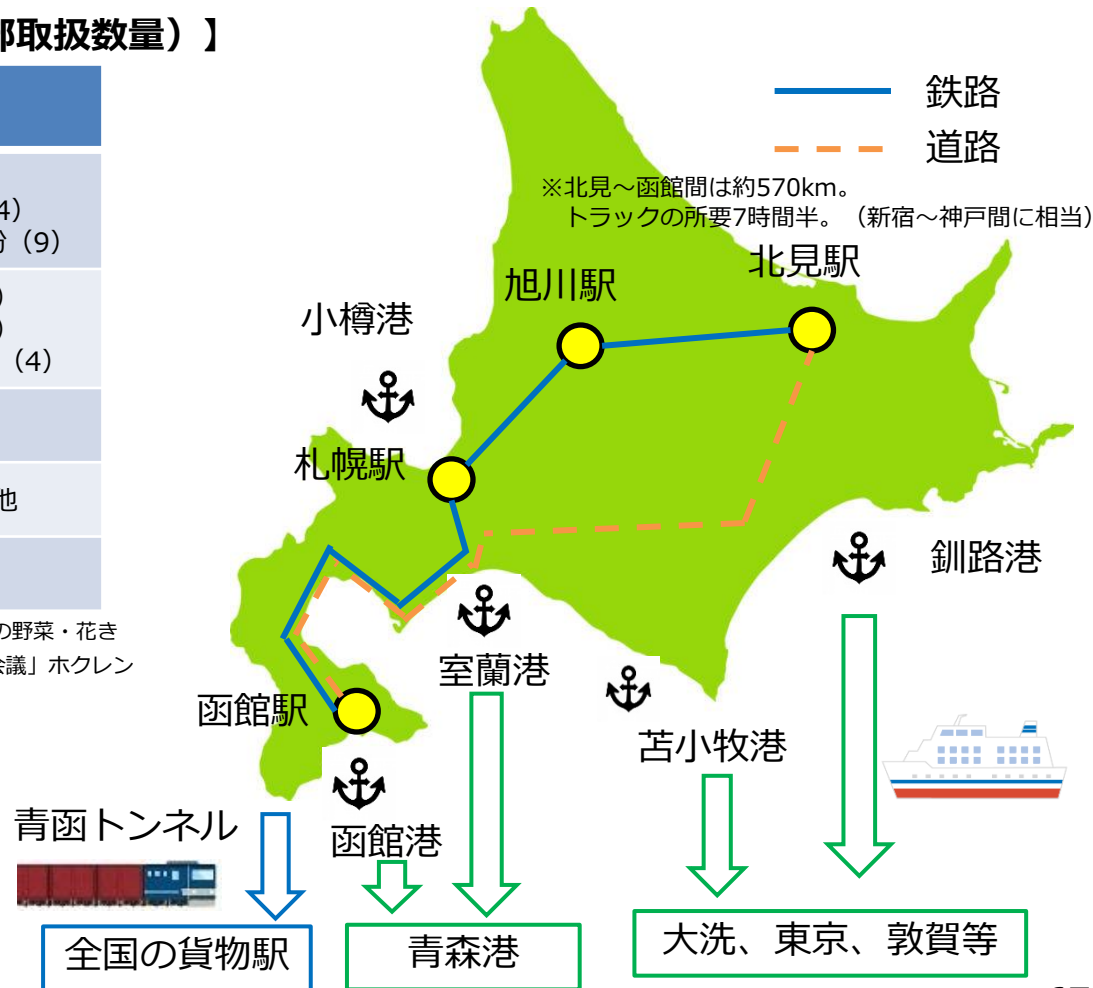 取扱数量）】
4）
（9）
）
）
（4）
他
の野菜・花き
会議」ホクレン
鉄路
道路
※北見～函館間は約570km。
トラックの所要7時間半。（新宿～神戸間に相当）
北見駅
旭川駅
小樽港
札幌駅
釧路港
室蘭港
函館駅
苫小牧港
青函トンネル
函館港
全国の貨物駅
青森港
大洗、東京、敦賀等